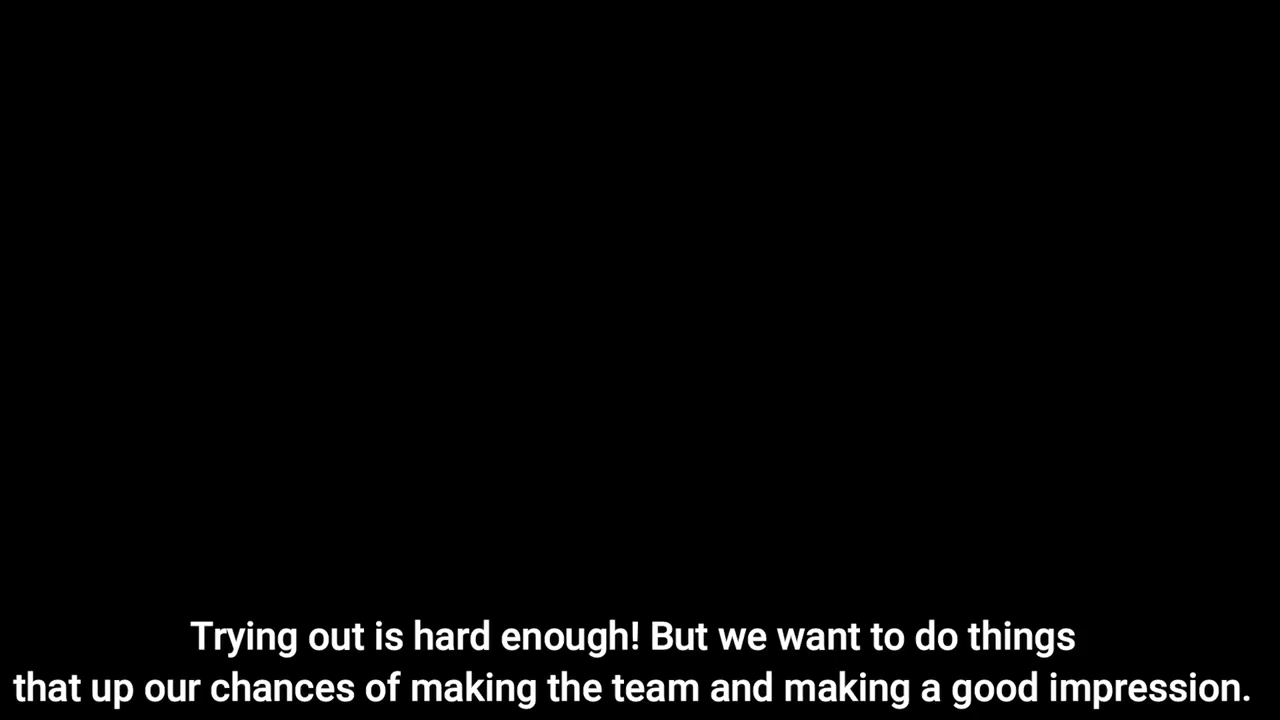 Trying out is hard enough! But we want to do things
that up our chances of making the team and making a good impression.